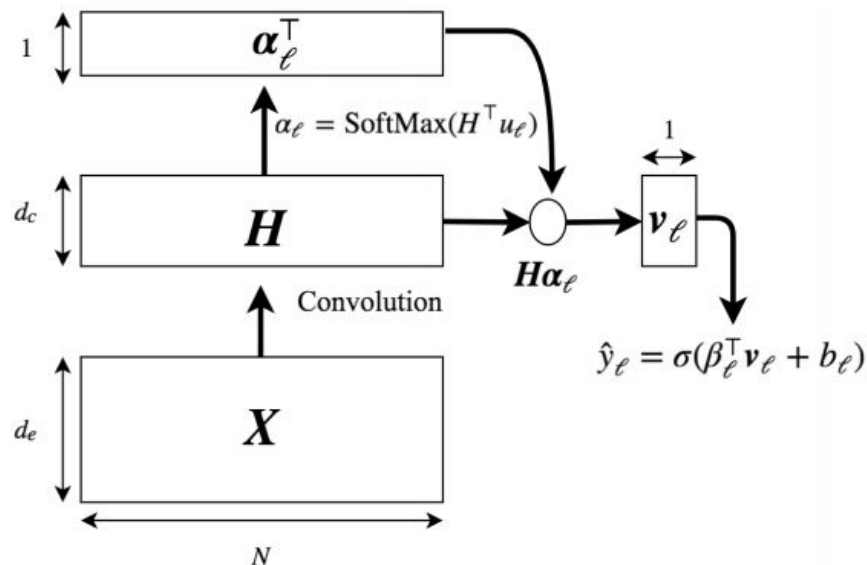 1
α_ℓ^⊤
α_ℓ = SoftMax(H^⊤ u_ℓ)
1
d_c
H
v_ℓ
Hα_ℓ
Convolution
ŷ_ℓ = σ(β_ℓ^⊤ v_ℓ + b_ℓ)
d_e
X
N